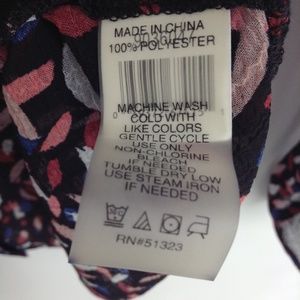 MADE IN CHINA
100% POLYESTER
MACHINE WASH
COLD WITH
LIKE COLORS
GENTLE CYCLE
USE ONLY
NON-CHLORINE
BLEACH
IF NEEDED
TUMBLE DRY LOW
USE STEAM IRON
IF NEEDED
RN#51323